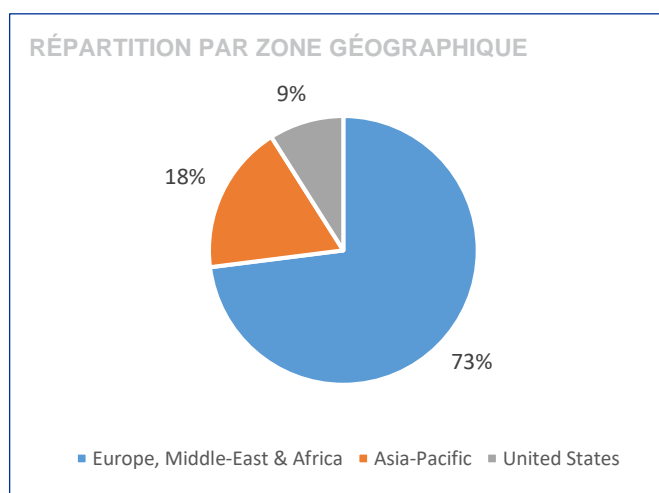 RÉPARTITION PAR ZONE GÉOGRAPHIQUE
9%
18%
73%
Europe, Middle-East & Africa Asia-Pacific United States